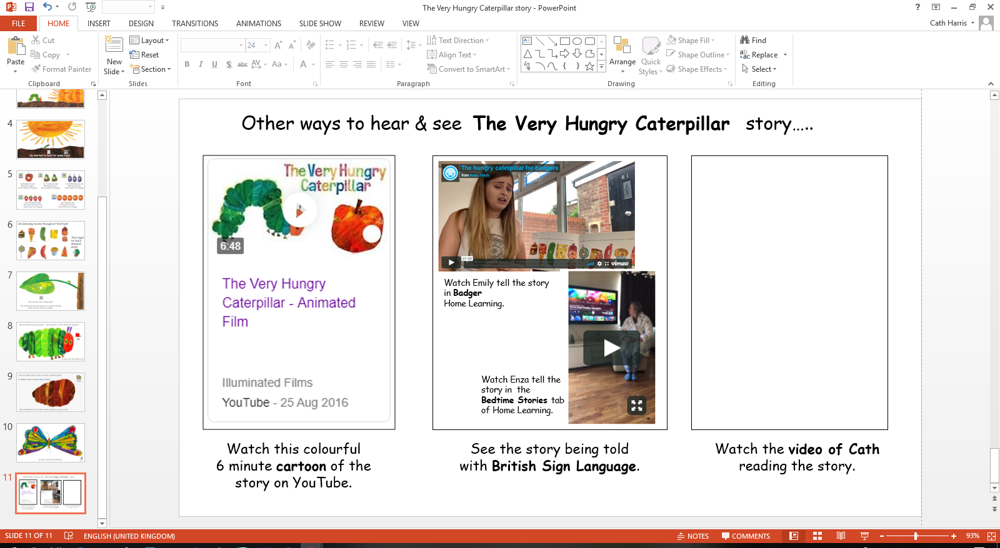 The Very Hungry Caterpillar story - PowerPoint
FILE HOME INSERT DESIGN TRANSITIONS ANIMATIONS SLIDE SHOW REVIEW VIEW
Cath Harris
Paste
Cut
Copy
Format Painter
Clipboard
New Slide
Layout
Reset
Section
Slides
24
B I U S abc AV Aa A
Font
Text Direction
Align Text
Convert to SmartArt
Paragraph
Arrange
Quick Styles
Shape Fill
Shape Outline
Shape Effects
Drawing
Find
Replace
Select
Editing
4
5
6
7
8
9
10
11
Other ways to hear & see The Very Hungry Caterpillar story.....
The Very Hungry
Caterpillar
6:48
The Very Hungry
Caterpillar - Animated
Film
Illuminated Films
YouTube - 25 Aug 2016
Watch this colourful
6 minute cartoon of the
story on YouTube.
The hungry caterpillar for badgers
from Katie Black
07:09
vimeo
Watch Emily tell the story
in Badger
Home Learning.
Watch Enza tell the
story in the
Bedtime Stories tab
of Home Learning.
See the story being told
with British Sign Language.
Watch the video of Cath
reading the story.
SLIDE 11 OF 11 ENGLISH (UNITED KINGDOM) NOTES COMMENTS 93%